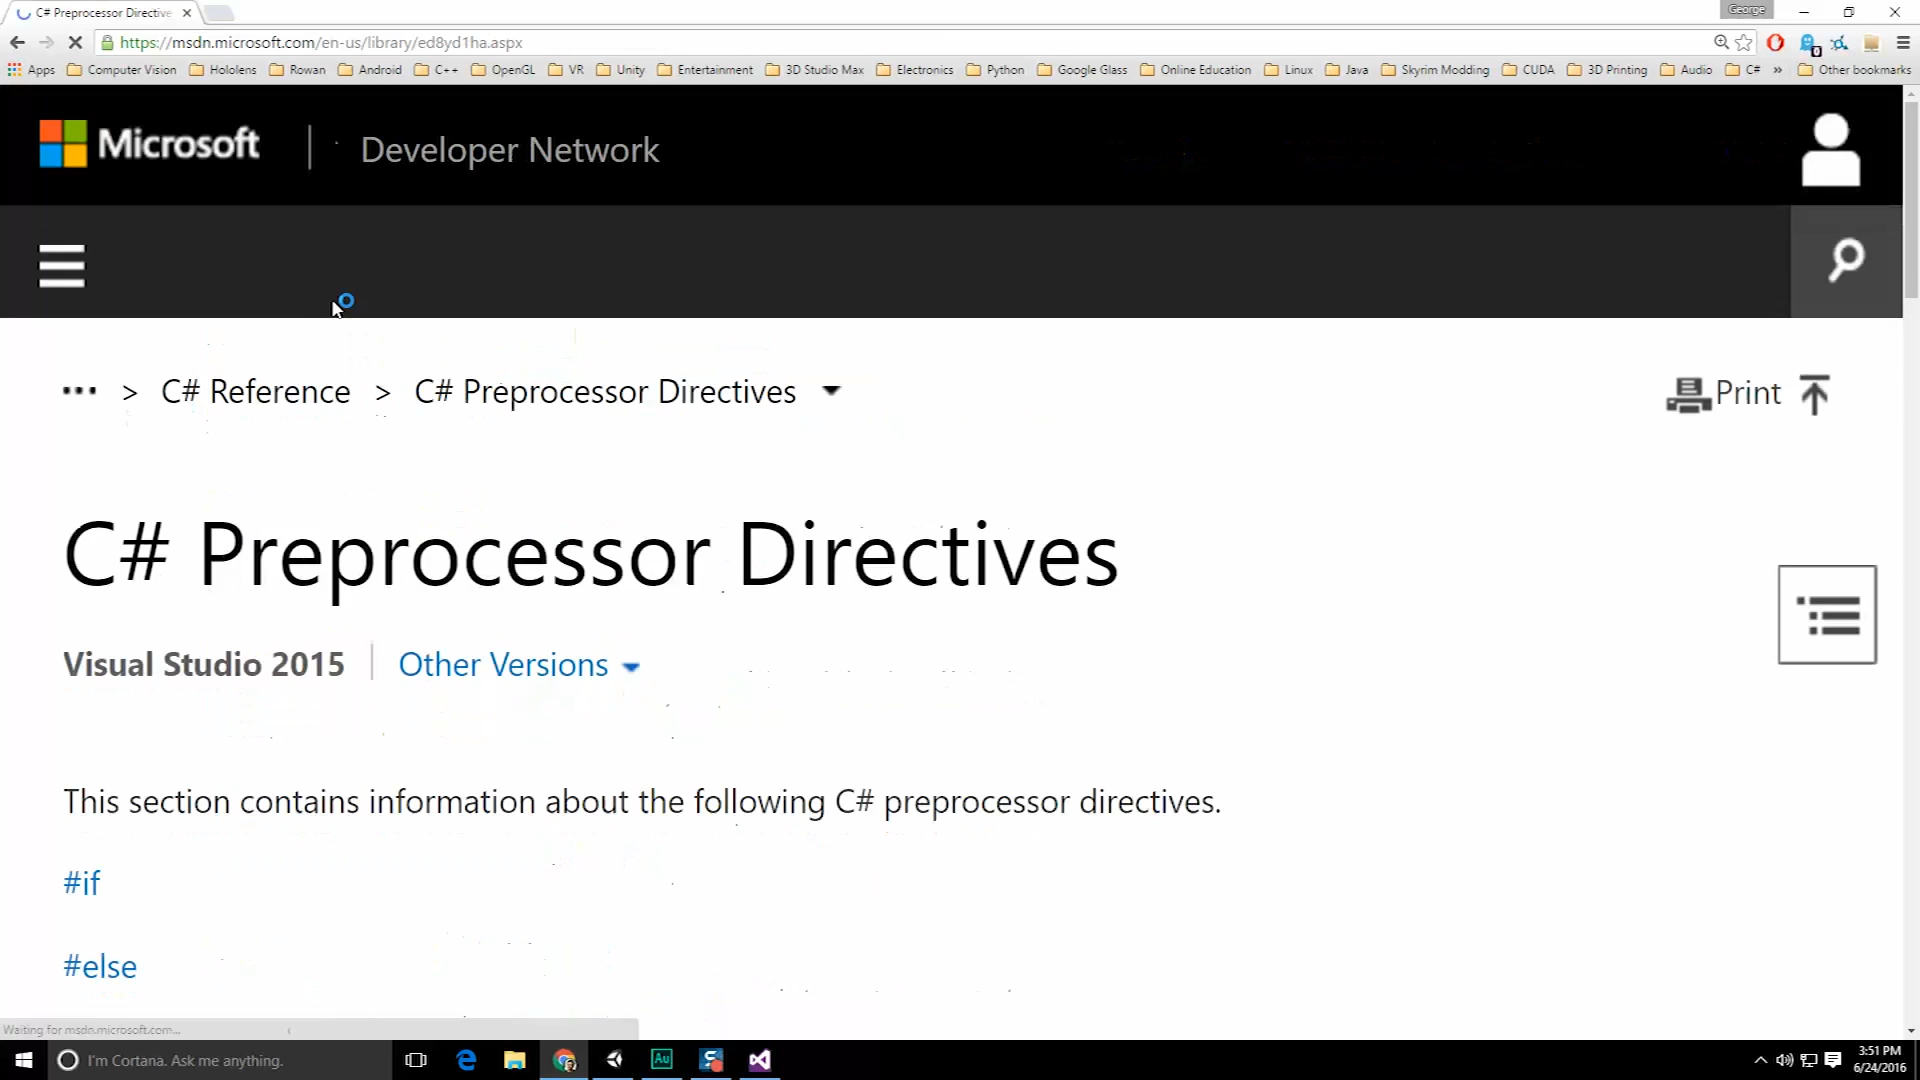 C# Preprocessor Directive
George
https://msdn.microsoft.com/en-us/library/ed8yd1ha.aspx
Apps Computer Vision Hololens Rowan Android C++ OpenGL VR Unity Entertainment 3D Studio Max Electronics Python Google Glass Online Education Linux Java Skyrim Modding CUDA 3D Printing Audio C# » Other bookmarks
Microsoft | Developer Network
••• > C# Reference > C# Preprocessor Directives
Print
C# Preprocessor Directives
Visual Studio 2015 | Other Versions
This section contains information about the following C# preprocessor directives.
#if
#else
Waiting for msdn.microsoft.com...
I'm Cortana. Ask me anything.
Au
3:51 PM
6/24/2016